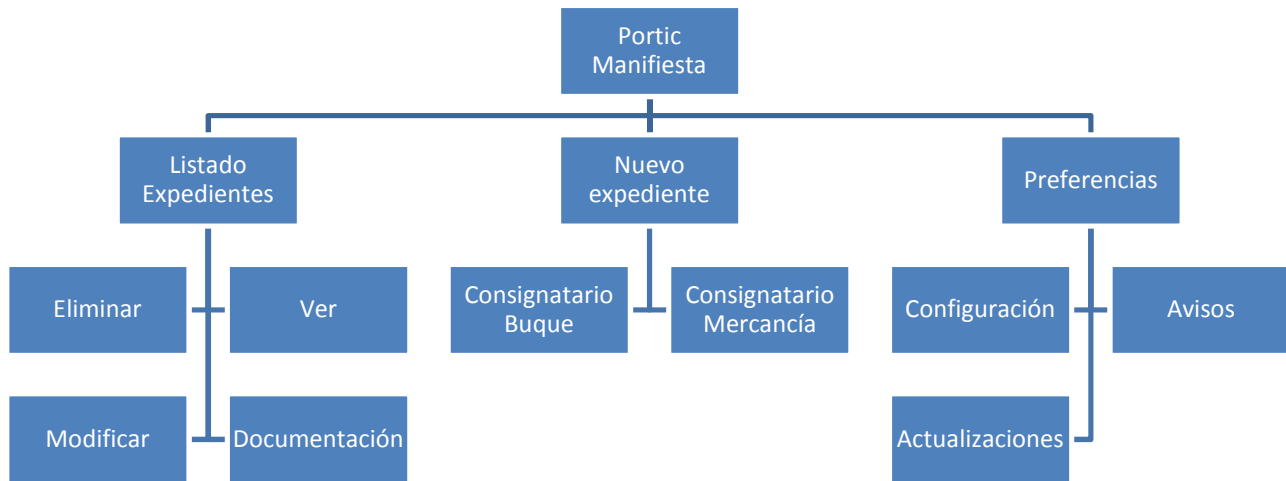 Portic
Manifiesta
Listado
Expedientes
Nuevo
expediente
Preferencias
Eliminar
Ver
Consignatario
Buque
Consignatario
Mercancía
Configuración
Avisos
Modificar
Documentación
Actualizaciones